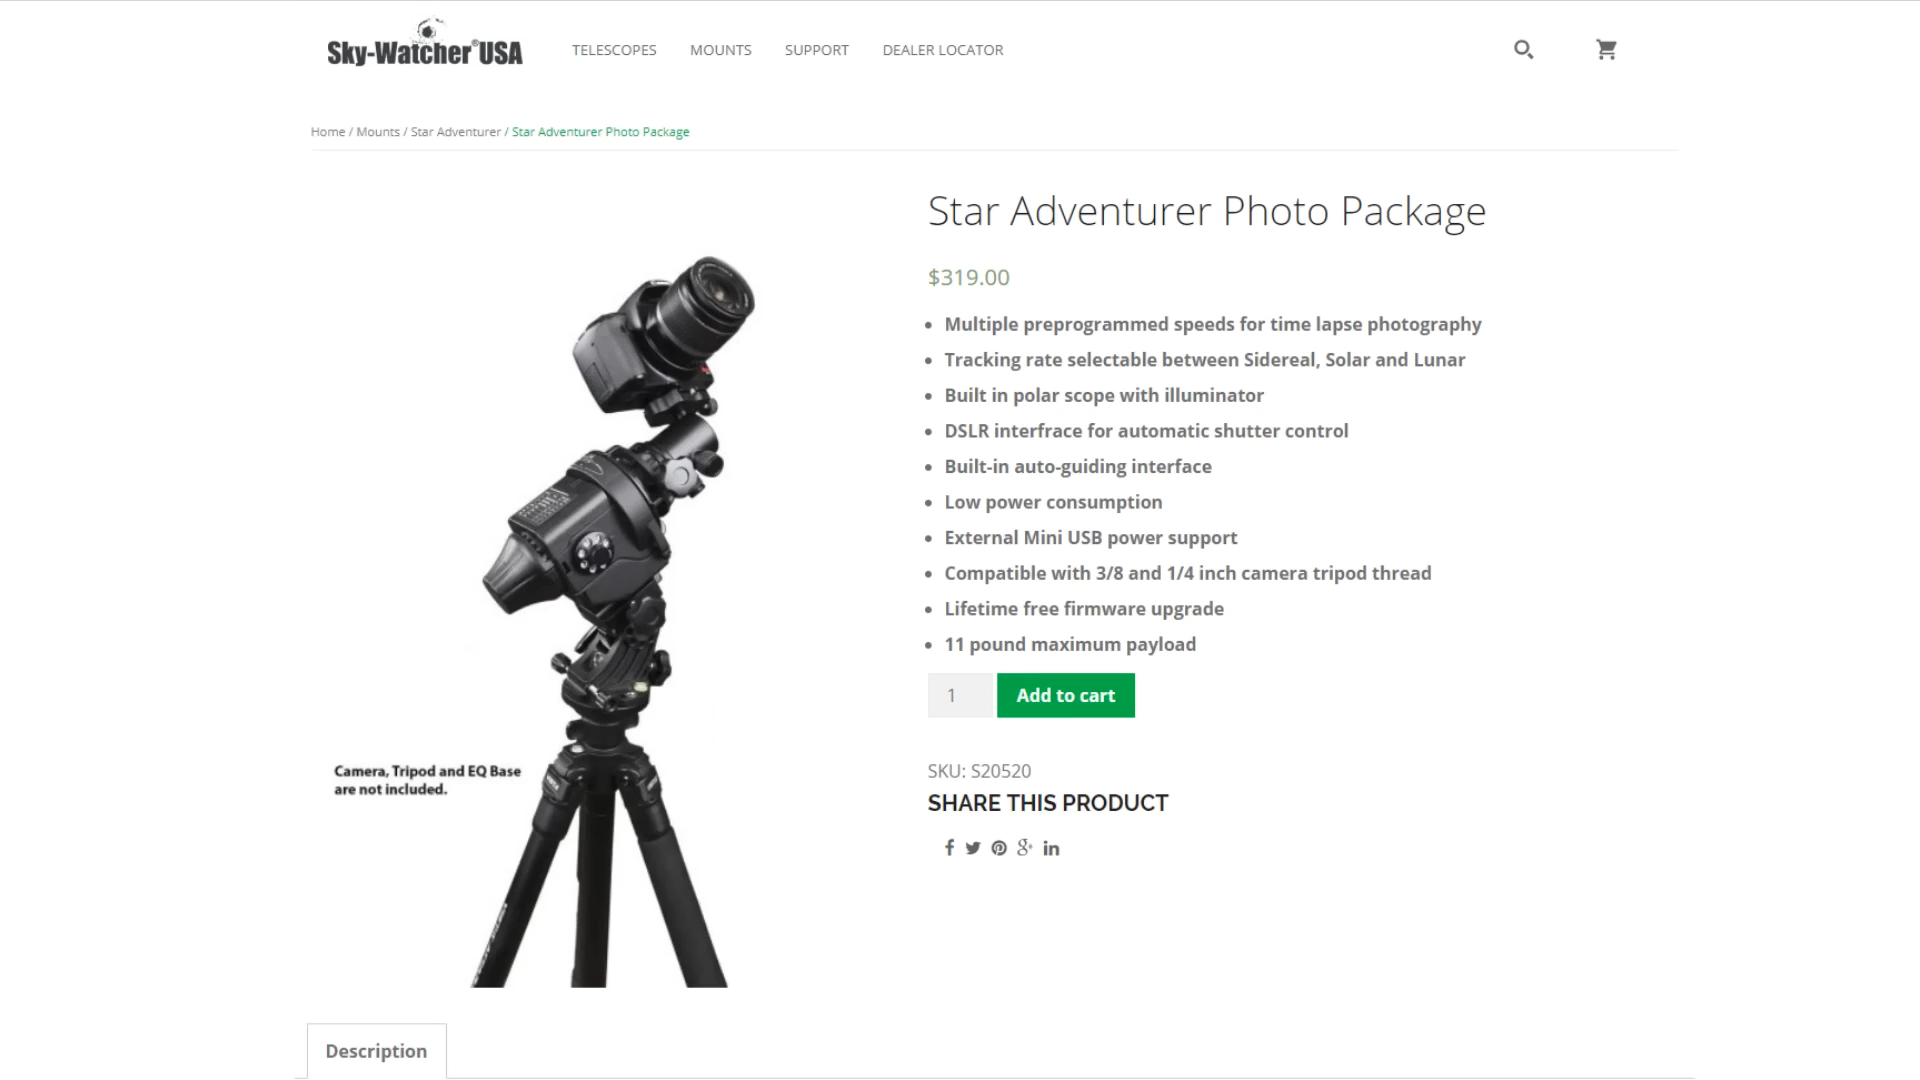 Sky-Watcher®USA
TELESCOPES
MOUNTS
SUPPORT
DEALER LOCATOR
Home / Mounts / Star Adventurer / Star Adventurer Photo Package
Star Adventurer Photo Package
$319.00
Multiple preprogrammed speeds for time lapse photography
Tracking rate selectable between Sidereal, Solar and Lunar
Built in polar scope with illuminator
DSLR interfrace for automatic shutter control
Built-in auto-guiding interface
Low power consumption
External Mini USB power support
Compatible with 3/8 and 1/4 inch camera tripod thread
Lifetime free firmware upgrade
11 pound maximum payload
1
Add to cart
Camera, Tripod and EQ Base
are not included.
SKU: S20520
SHARE THIS PRODUCT
Description